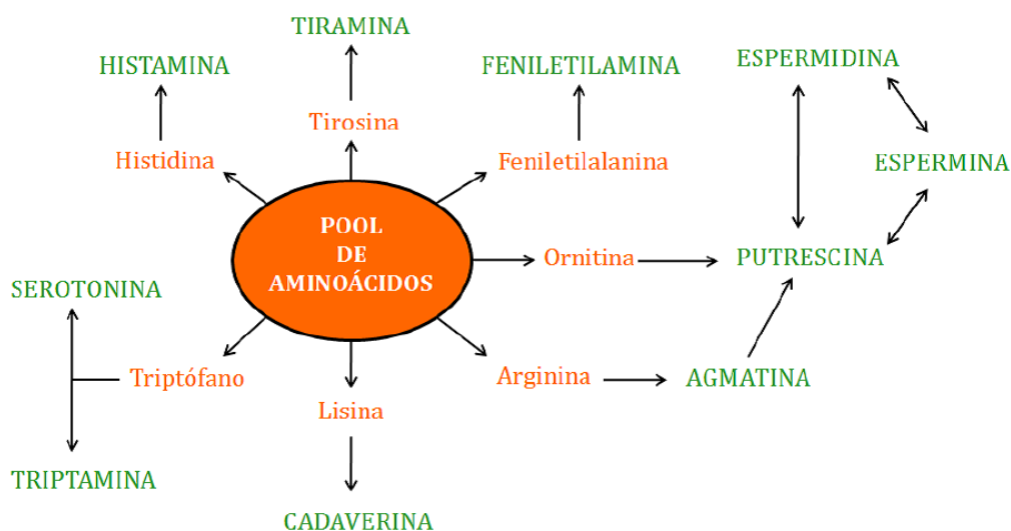 TIRAMINA
HISTAMINA
FENILETILAMINA
ESPERMIDINA
Tirosina
Histidina
Feniletilalanina
ESPERMINA
POOL
DE
AMINOÁCIDOS
Ornitina
PUTRESCINA
SEROTONINA
Triptófano
Arginina
AGMATINA
Lisina
TRIPTAMINA
CADAVERINA